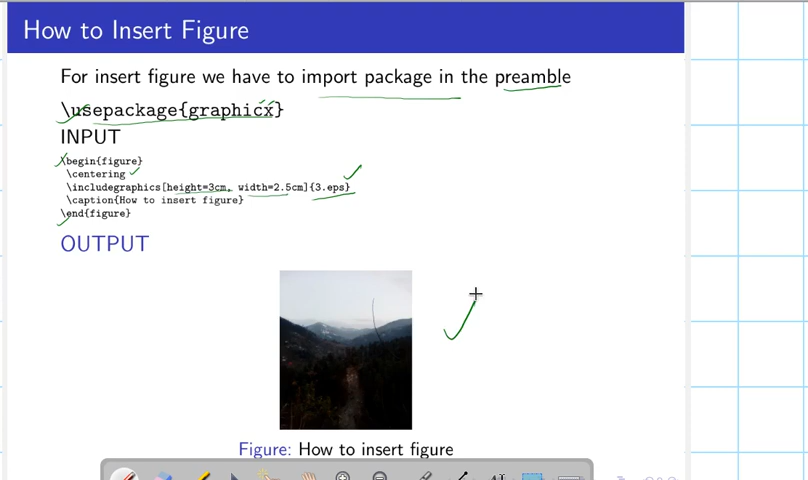 How to Insert Figure
For insert figure we have to import package in the preamble
\usepackage{graphicx}
INPUT
\begin{figure}
\centering
\includegraphics[height=3cm, width=2.5cm]{3.eps}
\caption{How to insert figure}
\end{figure}
OUTPUT
Figure: How to insert figure